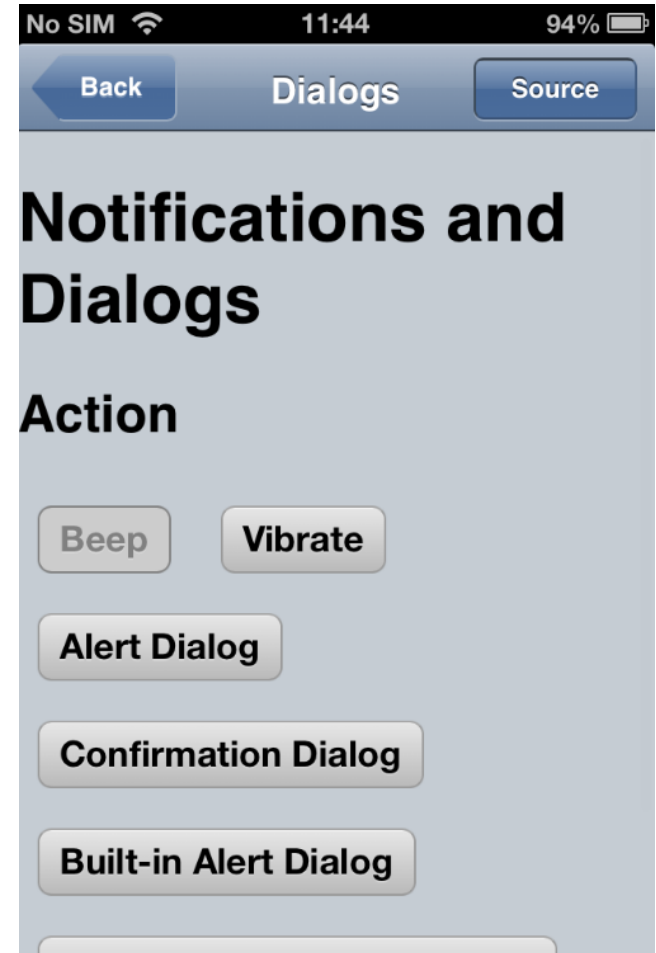 No SIM 11:44 94%
Back Dialogs Source
Notifications and
Dialogs
Action
Beep Vibrate
Alert Dialog
Confirmation Dialog
Built-in Alert Dialog